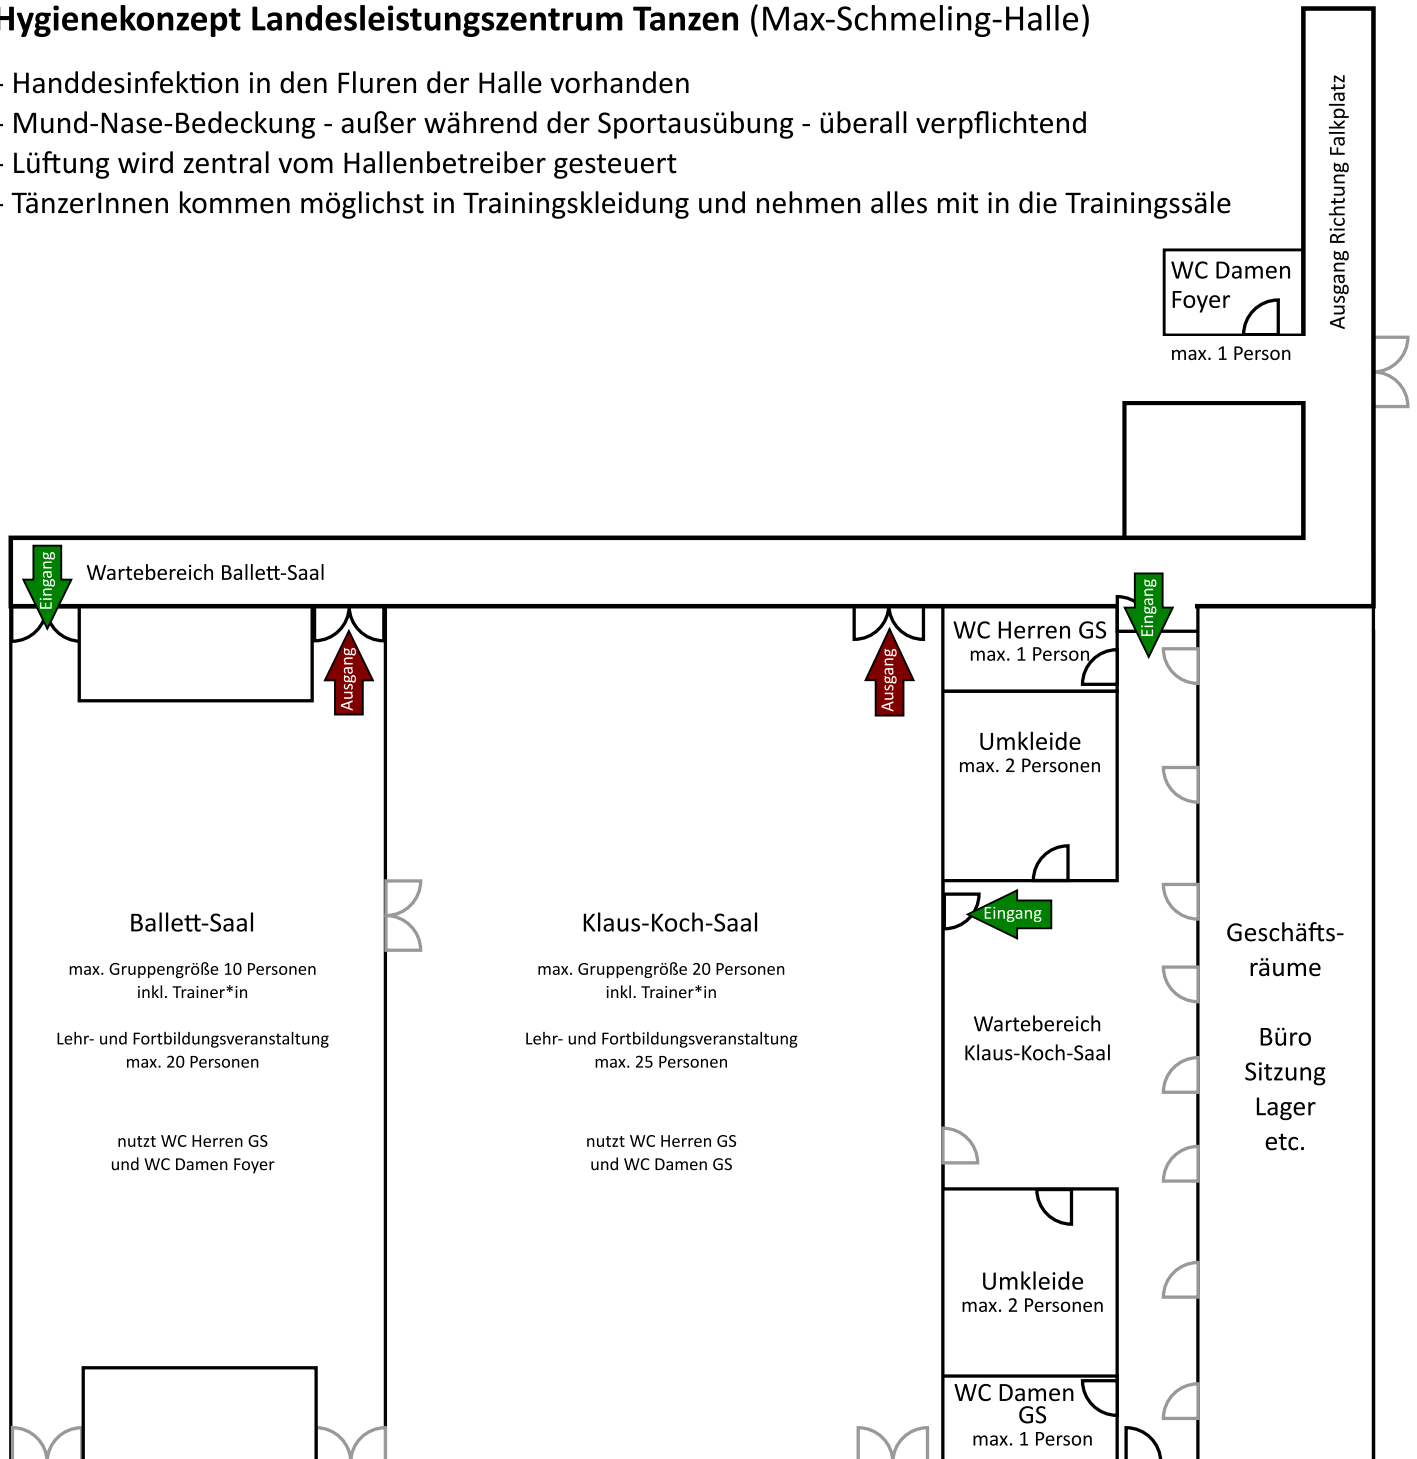 Hygienekonzept Landesleistungszentrum Tanzen (Max-Schmeling-Halle)
- Handdesinfektion in den Fluren der Halle vorhanden
- Mund-Nase-Bedeckung - außer während der Sportausübung - überall verpflichtend
- Lüftung wird zentral vom Hallenbetreiber gesteuert
- TänzerInnen kommen möglichst in Trainingskleidung und nehmen alles mit in die Trainingssäle
Ausgang Richtung Falkplatz
WC Damen
Foyer
max. 1 Person
Eingang
Wartebereich Ballett-Saal
Eingang
Ausgang
Ausgang
WC Herren GS
max. 1 Person
Umkleide
max. 2 Personen
Eingang
Ballett-Saal
max. Gruppengröße 10 Personen
inkl. Trainer*in
Lehr- und Fortbildungsveranstaltung
max. 20 Personen
nutzt WC Herren GS
und WC Damen Foyer
Klaus-Koch-Saal
max. Gruppengröße 20 Personen
inkl. Trainer*in
Lehr- und Fortbildungsveranstaltung
max. 25 Personen
nutzt WC Herren GS
und WC Damen GS
Wartebereich
Klaus-Koch-Saal
Geschäfts-
räume
Büro
Sitzung
Lager
etc.
Umkleide
max. 2 Personen
WC Damen
GS
max. 1 Person